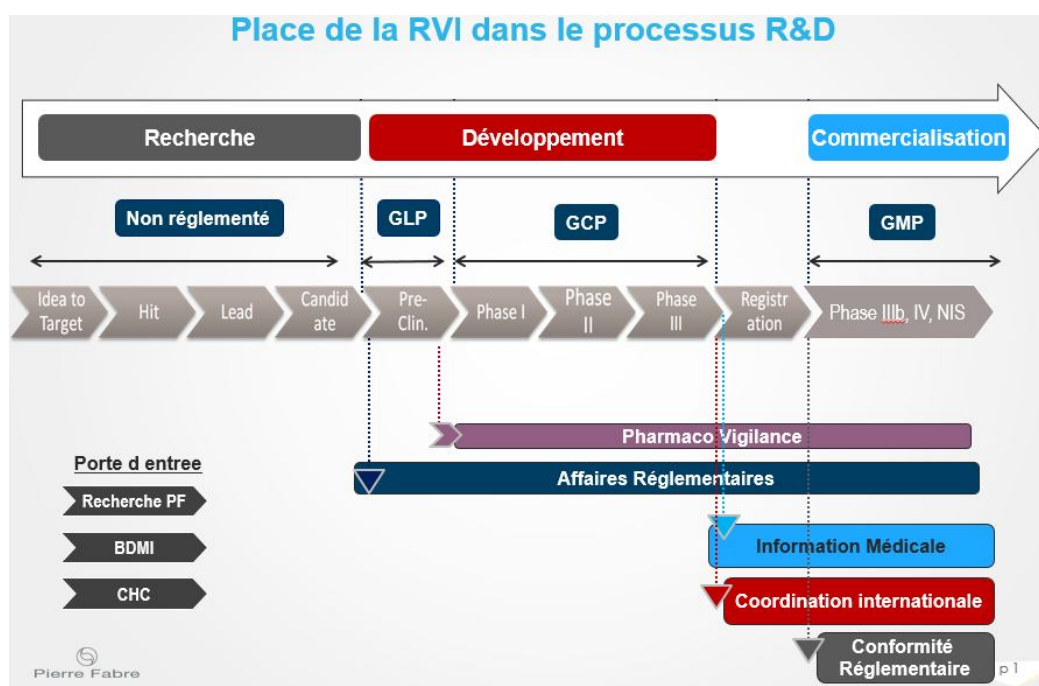 Place de la RVI dans le processus R&D
Recherche
Développement
Commercialisation
Non réglementé
GLP
GCP
GMP
Idea to
Target
Hit
Lead
Candid
ate
Pre-
Clin.
Phase I
Phase
II
Phase
III
Registr
ation
Phase IIIb, IV, NIS
Pharmaco Vigilance
Porte d entree
Affaires Réglementaires
Recherche PF
BDMI
Information Médicale
CHC
Coordination internationale
Conformité
Réglementaire
Pierre Fabre
p 1